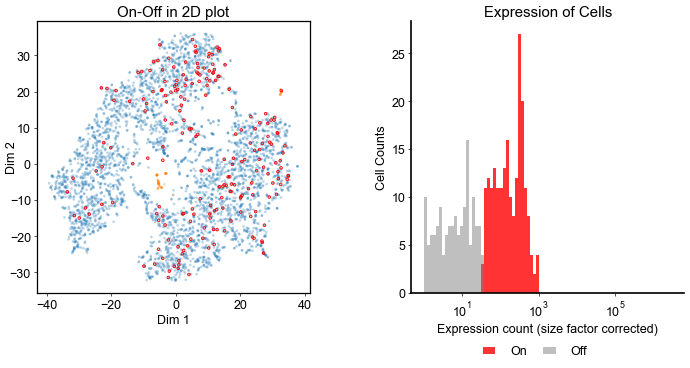 On-Off in 2D plot
Dim 2
30
20
10
0
−10
−20
−30
−40
−20
0
20
40
Dim 1
Expression of Cells
Cell Counts
25
20
15
10
5
0
10^1
10^3
10^5
Expression count (size factor corrected)
On
Off